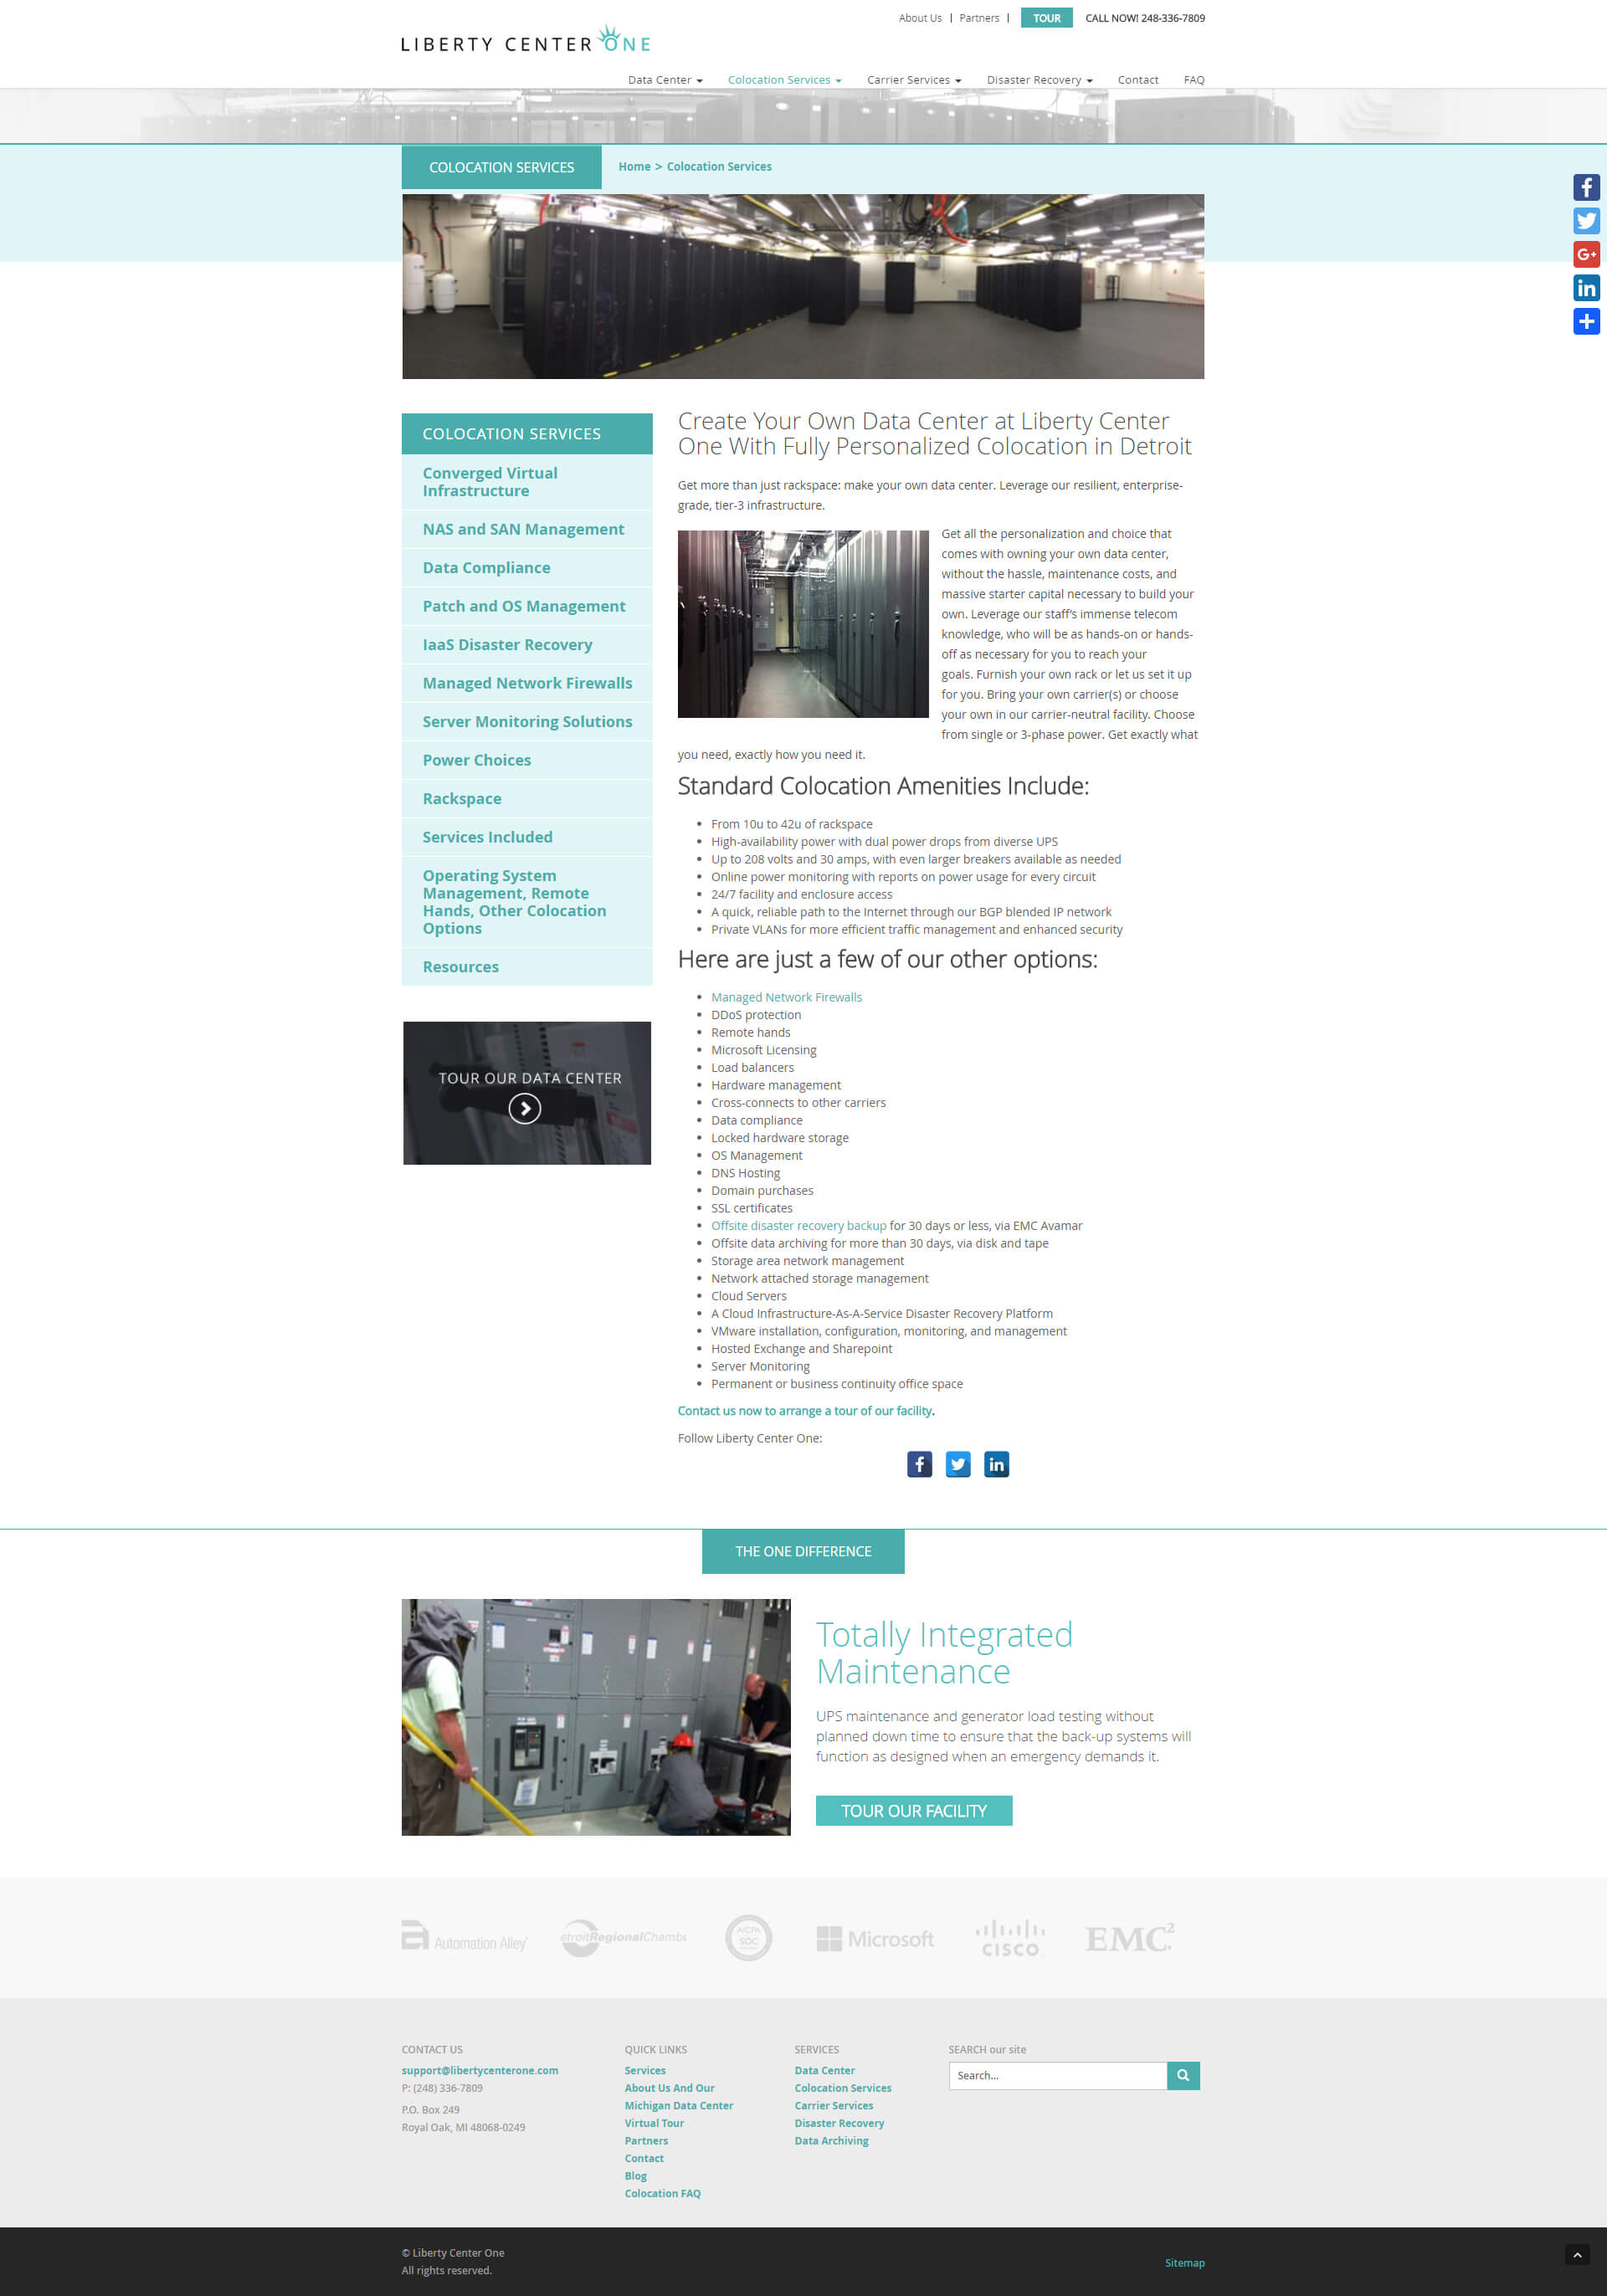 About Us
Partners
TOUR
CALL NOW! 248-336-7809
LIBERTY CENTER ONE
Data Center
Colocation Services
Carrier Services
Disaster Recovery
Contact
FAQ
COLOCATION SERVICES
Home > Colocation Services
COLOCATION SERVICES
Converged Virtual
Infrastructure
NAS and SAN Management
Data Compliance
Patch and OS Management
IaaS Disaster Recovery
Managed Network Firewalls
Server Monitoring Solutions
Power Choices
Rackspace
Services Included
Operating System
Management, Remote
Hands, Other Colocation
Options
Resources
TOUR OUR DATA CENTER
Create Your Own Data Center at Liberty Center
One With Fully Personalized Colocation in Detroit
Get more than just rackspace: make your own data center. Leverage our resilient, enterprise-
grade, tier-3 infrastructure.
Get all the personalization and choice that
comes with owning your own data center,
without the hassle, maintenance costs, and
massive starter capital necessary to build your
own. Leverage our staff's immense telecom
knowledge, who will be as hands-on or hands-
off as necessary for you to reach your
goals. Furnish your own rack or let us set it up
for you. Bring your own carrier(s) or choose
your own in our carrier-neutral facility. Choose
from single or 3-phase power. Get exactly what
you need, exactly how you need it.
Standard Colocation Amenities Include:
From 10u to 42u of rackspace
High-availability power with dual power drops from diverse UPS
Up to 208 volts and 30 amps, with even larger breakers available as needed
Online power monitoring with reports on power usage for every circuit
24/7 facility and enclosure access
A quick, reliable path to the Internet through our BGP blended IP network
Private VLANs for more efficient traffic management and enhanced security
Here are just a few of our other options:
Managed Network Firewalls
DDoS protection
Remote hands
Microsoft Licensing
Load balancers
Hardware management
Cross-connects to other carriers
Data compliance
Locked hardware storage
OS Management
DNS Hosting
Domain purchases
SSL certificates
Offsite disaster recovery backup for 30 days or less, via EMC Avamar
Offsite data archiving for more than 30 days, via disk and tape
Storage area network management
Network attached storage management
Cloud Servers
A Cloud Infrastructure-As-A-Service Disaster Recovery Platform
VMware installation, configuration, monitoring, and management
Hosted Exchange and Sharepoint
Server Monitoring
Permanent or business continuity office space
Contact us now to arrange a tour of our facility.
Follow Liberty Center One:
THE ONE DIFFERENCE
Totally Integrated
Maintenance
UPS maintenance and generator load testing without
planned down time to ensure that the back-up systems will
function as designed when an emergency demands it.
TOUR OUR FACILITY
Automation Alley
etroitRegionalChambe
AICPA
SOC
Microsoft
CISCO
EMC²
CONTACT US
support@libertycenterone.com
P: (248) 336-7809
P.O. Box 249
Royal Oak, MI 48068-0249
QUICK LINKS
Services
About Us And Our
Michigan Data Center
Virtual Tour
Partners
Contact
Blog
Colocation FAQ
SERVICES
Data Center
Colocation Services
Carrier Services
Disaster Recovery
Data Archiving
SEARCH our site
Search...
© Liberty Center One
All rights reserved.
Sitemap